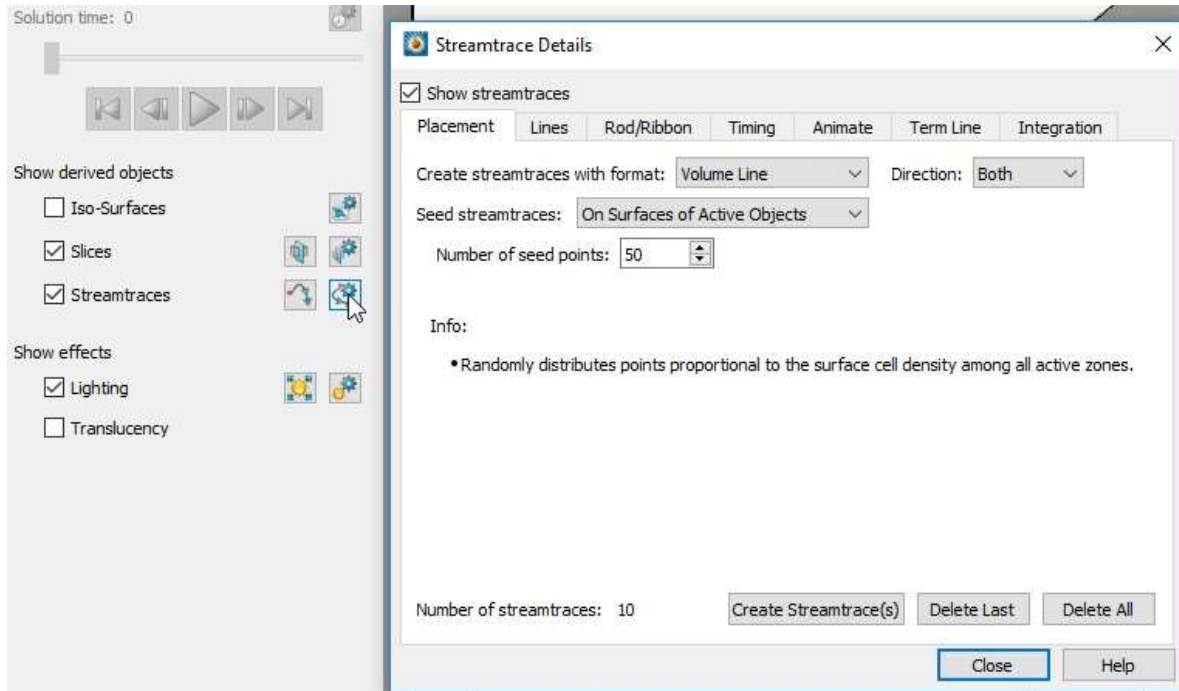 Solution time: 0
Show derived objects
Iso-Surfaces
Slices
Streamtraces
Show effects
Lighting
Translucency
Streamtrace Details
Show streamtraces
Placement Lines Rod/Ribbon Timing Animate Term Line Integration
Create streamtraces with format: Volume Line Direction: Both
Seed streamtraces: On Surfaces of Active Objects
Number of seed points: 50
Info:
•Randomly distributes points proportional to the surface cell density among all active zones.
Number of streamtraces: 10 Create Streamtrace(s) Delete Last Delete All
Close Help